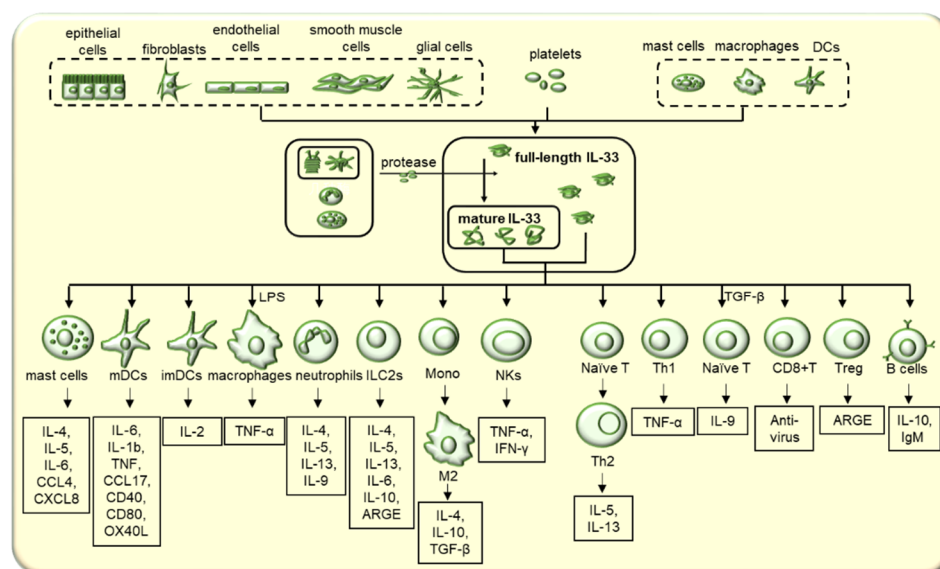 epithelial
cells
fibroblasts
endothelial
cells
smooth muscle
cells
glial cells
platelets
mast cells
macrophages
DCs
protease
full-length IL-33
mature IL-33
LPS
TGF-β
mast cells
mDCs
imDCs
macrophages
neutrophils
ILC2s
Mono
NKs
Naïve T
Th1
Naïve T
CD8+T
Treg
B cells
IL-4,
IL-5,
IL-6,
CCL4,
CXCL8
IL-6,
IL-1b,
TNF,
CCL17,
CD40,
CD80,
OX40L
IL-2
TNF-α
IL-4,
IL-5,
IL-13,
IL-9
IL-4,
IL-5,
IL-13,
IL-6,
IL-10,
ARGE
M2
IL-4,
IL-10,
TGF-β
TNF-α,
IFN-γ
Th2
IL-5,
IL-13
TNF-α
IL-9
Anti-
virus
ARGE
IL-10,
IgM